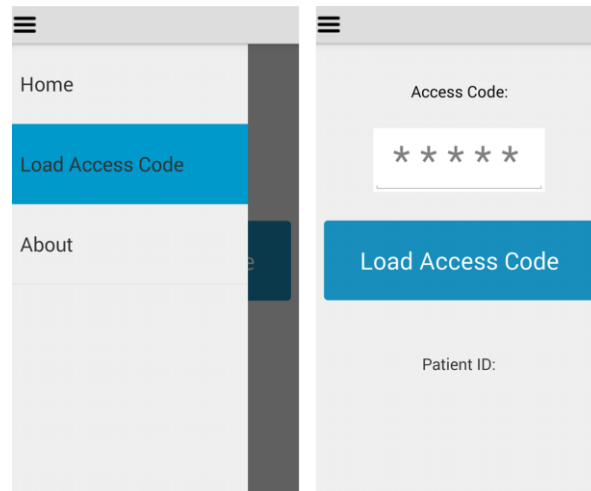 Home
Load Access Code
About
e
Access Code:
* * * * *
Load Access Code
Patient ID: